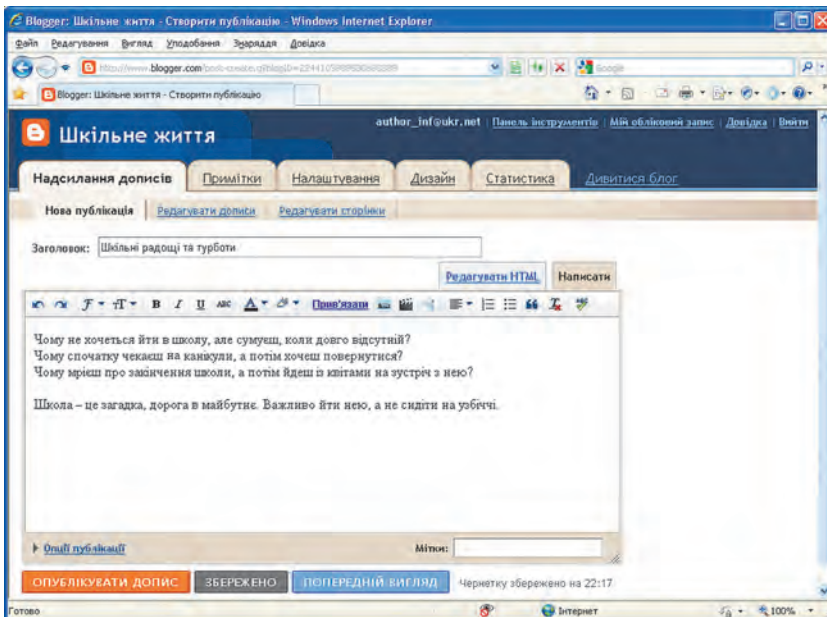 Blogger: Шкільне життя - Створити публікацію - Windows Internet Explorer
Файл Редагування Вигляд Уподобання Знаряддя Довідка
http://www.blogger.com/post-create.g?blogID=
Google
Blogger: Шкільне життя - Створити публікацію
author_inf@ukr.net | Панель інструментів | Мій обліковий запис | Довідка | Вийти
Шкільне життя
Надсилання дописів Примітки Налаштування Дизайн Статистика Дивитися блог
Нова публікація Редагувати дописи Редагувати сторінки
Заголовок: Шкільні радощі та турботи
Редагувати HTML Написати
B I U ABC A Прив'язати
Чому не хочеться йти в школу, але сумуєш, коли довго відсутній?
Чому спочатку чекаєш на канікули, а потім хочеш повернутися?
Чому мрієш про закінчення школи, а потім йдеш із квітами на зустріч з нею?
Школа – це загадка, дорога в майбутнє. Важливо йти нею, а не сидіти на узбіччі.
Опції публікації Мітки:
ОПУБЛІКУВАТИ ДОПИС ЗБЕРЕЖЕНО ПОПЕРЕДНІЙ ВИГЛЯД Чернетку збережено на 22:17
Готово Інтернет 100%